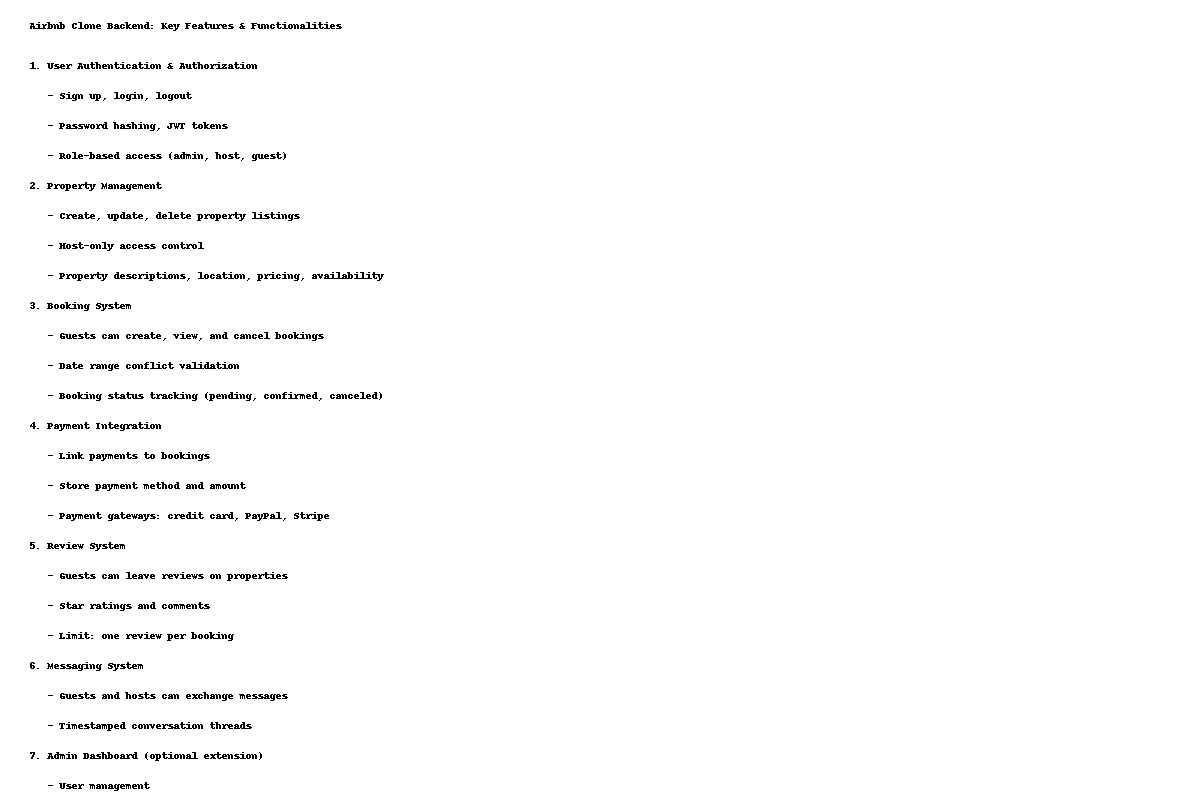 Airbnb Clone Backend: Key Features & Functionalities
1. User Authentication & Authorization
- Sign up, login, logout
- Password hashing, JWT tokens
- Role-based access (admin, host, guest)
2. Property Management
- Create, update, delete property listings
- Host-only access control
- Property descriptions, location, pricing, availability
3. Booking System
- Guests can create, view, and cancel bookings
- Date range conflict validation
- Booking status tracking (pending, confirmed, canceled)
4. Payment Integration
- Link payments to bookings
- Store payment method and amount
- Payment gateways: credit card, PayPal, Stripe
5. Review System
- Guests can leave reviews on properties
- Star ratings and comments
- Limit: one review per booking
6. Messaging System
- Guests and hosts can exchange messages
- Timestamped conversation threads
7. Admin Dashboard (optional extension)
- User management